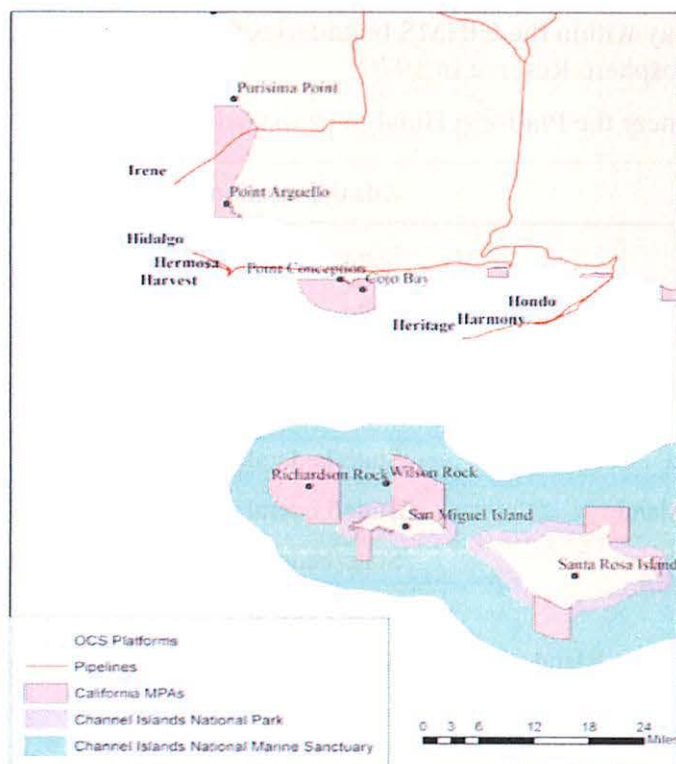 Purisima Point
Irene
Point Arguello
Hidalgo
Hermosa
Harvest
Point Conception
Cojo Bay
Hondo
Harmony
Heritage
Richardson Rock
Wilson Rock
San Miguel Island
Santa Rosa Island
OCS Platforms
Pipelines
California MPAs
Channel Islands National Park
Channel Islands National Marine Sanctuary
0 3 6 12 18 24
Miles